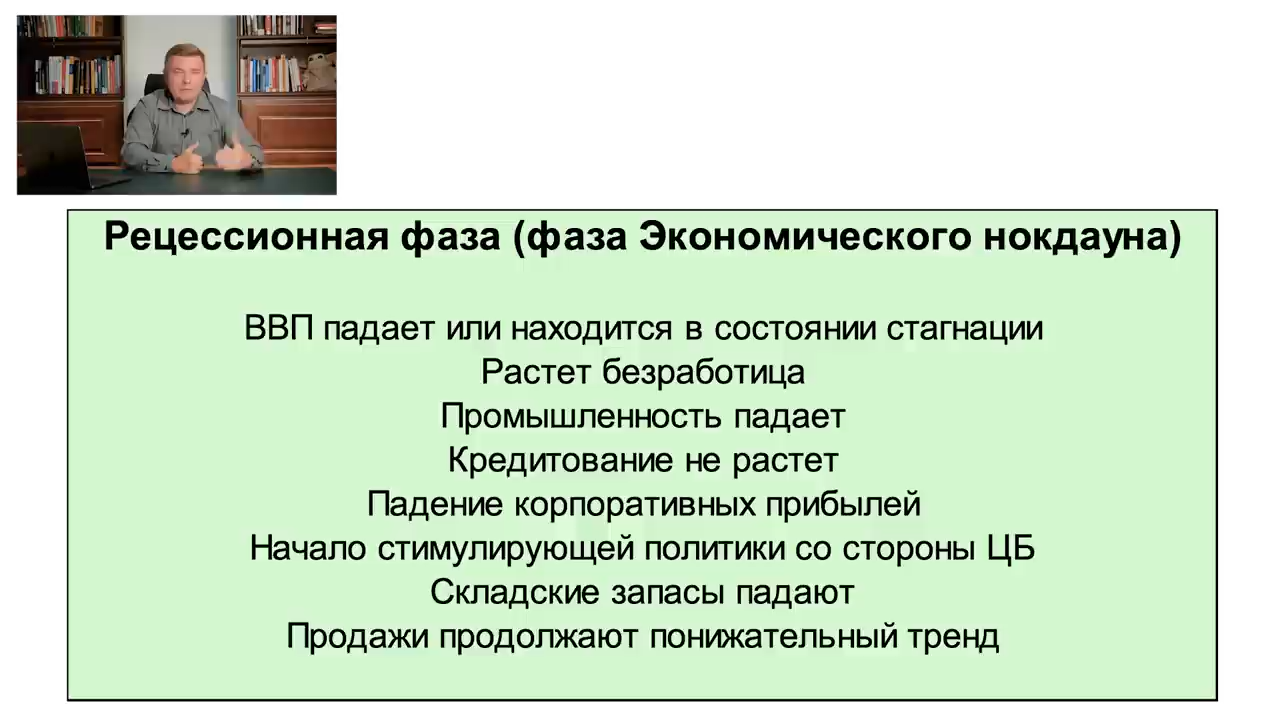 Рецессионная фаза (фаза Экономического нокдауна)
ВВП падает или находится в состоянии стагнации
Растет безработица
Промышленность падает
Кредитование не растет
Падение корпоративных прибылей
Начало стимулирующей политики со стороны ЦБ
Складские запасы падают
Продажи продолжают понижательный тренд